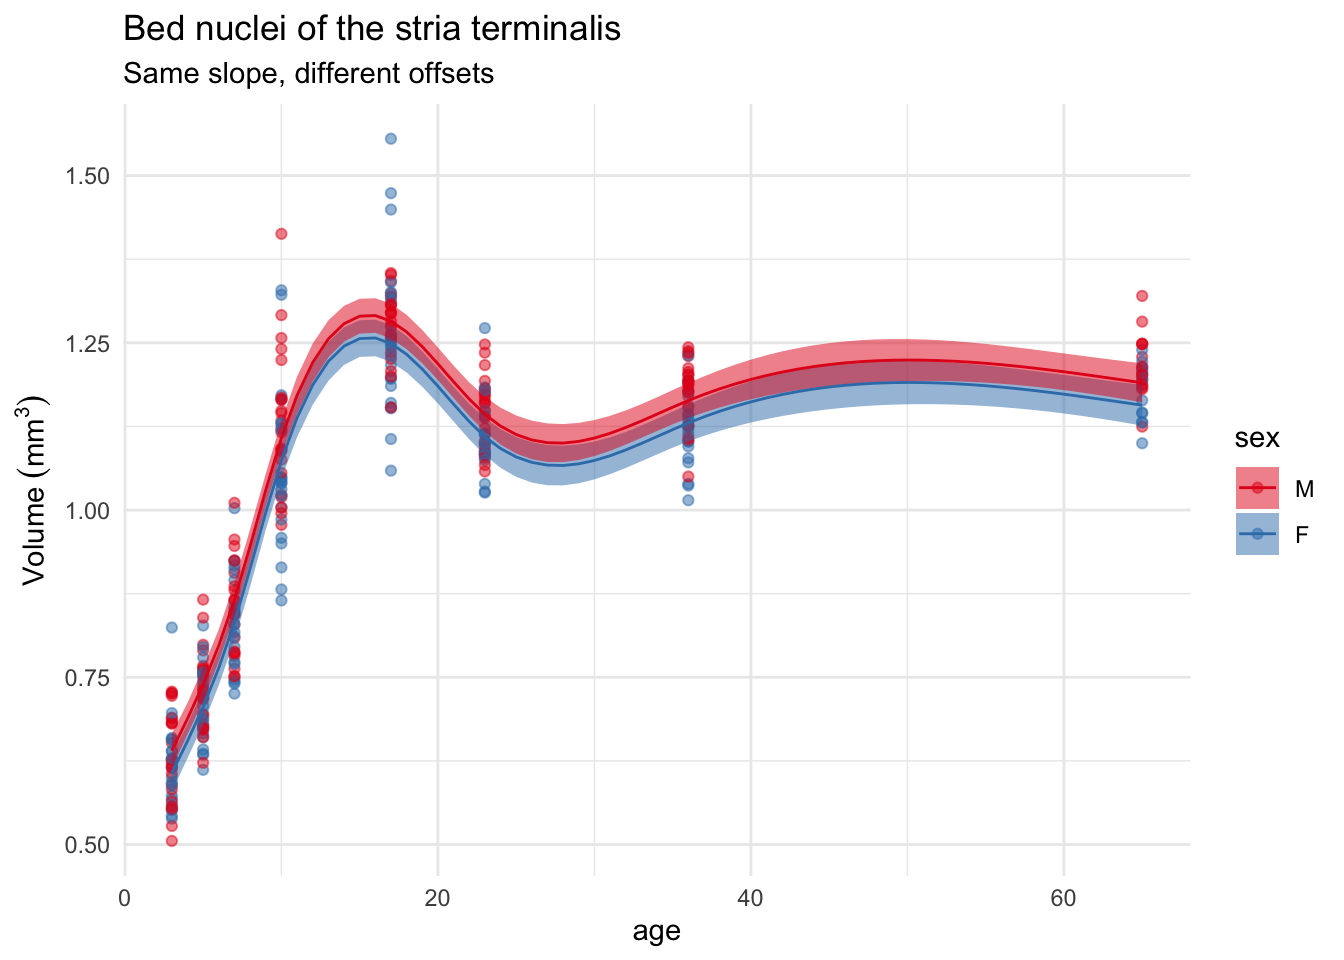 Bed nuclei of the stria terminalis
Same slope, different offsets
1.50
1.25
1.00
0.75
0.50
Volume (mm³)
0
20
40
60
age
sex
M
F